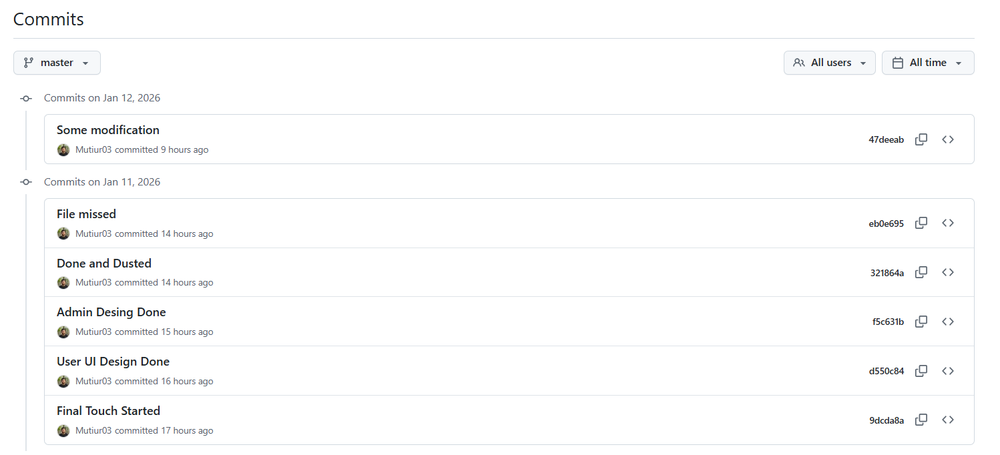 Commits
master
All users
All time
Commits on Jan 12, 2026
Some modification
47deeab
Mutiur03 committed 9 hours ago
Commits on Jan 11, 2026
File missed
eb0e695
Mutiur03 committed 14 hours ago
Done and Dusted
321864a
Mutiur03 committed 14 hours ago
Admin Desing Done
f5c631b
Mutiur03 committed 15 hours ago
User UI Design Done
d550c84
Mutiur03 committed 16 hours ago
Final Touch Started
9dcda8a
Mutiur03 committed 17 hours ago